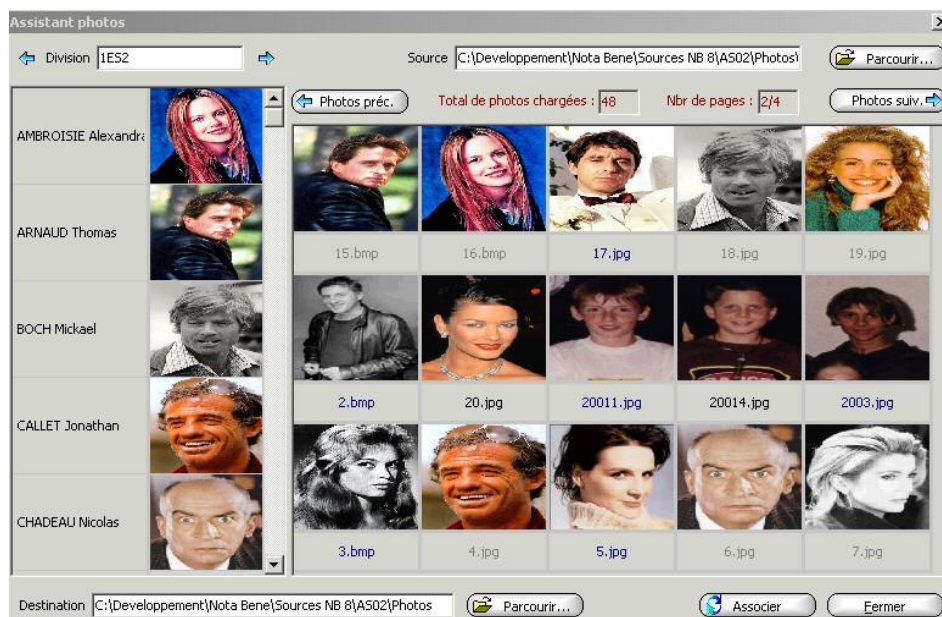 Assistant photos
Division 1ES2 Source C:\Developpement\Nota Bene\Sources NB 8\AS02\Photos\ Parcourir...
Photos préc. Total de photos chargées : 48 Nbr de pages : 2/4 Photos suiv.
AMBROISIE Alexandra
15.bmp 16.bmp 17.jpg 18.jpg 19.jpg
ARNAUD Thomas
BOCH Mickael
2.bmp 20.jpg 20011.jpg 20014.jpg 2003.jpg
CALLET Jonathan
CHADEAU Nicolas
3.bmp 4.jpg 5.jpg 6.jpg 7.jpg
Destination C:\Developpement\Nota Bene\Sources NB 8\AS02\Photos Parcourir... Associer Fermer